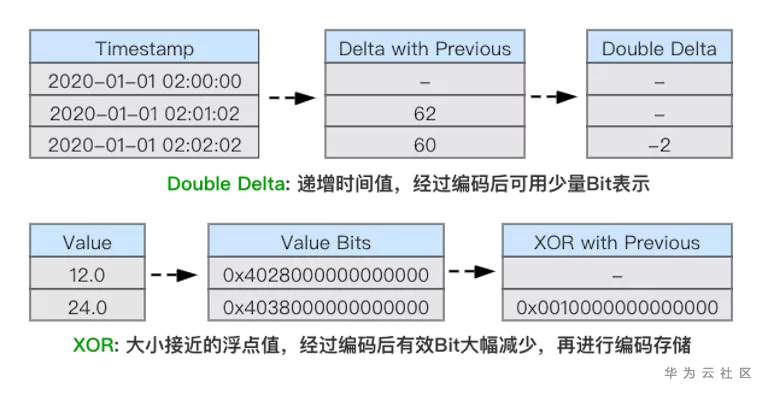 Timestamp Delta with Previous Double Delta
2020-01-01 02:00:00 – –
2020-01-01 02:01:02 62 –
2020-01-01 02:02:02 60 -2
Double Delta: 递增时间值，经过编码后可用少量Bit表示
Value Value Bits XOR with Previous
12.0 0x4028000000000000 –
24.0 0x4038000000000000 0x0010000000000000
XOR: 大小接近的浮点值，经过编码后有效Bit大幅减少，再进行编码存储
华为云社区